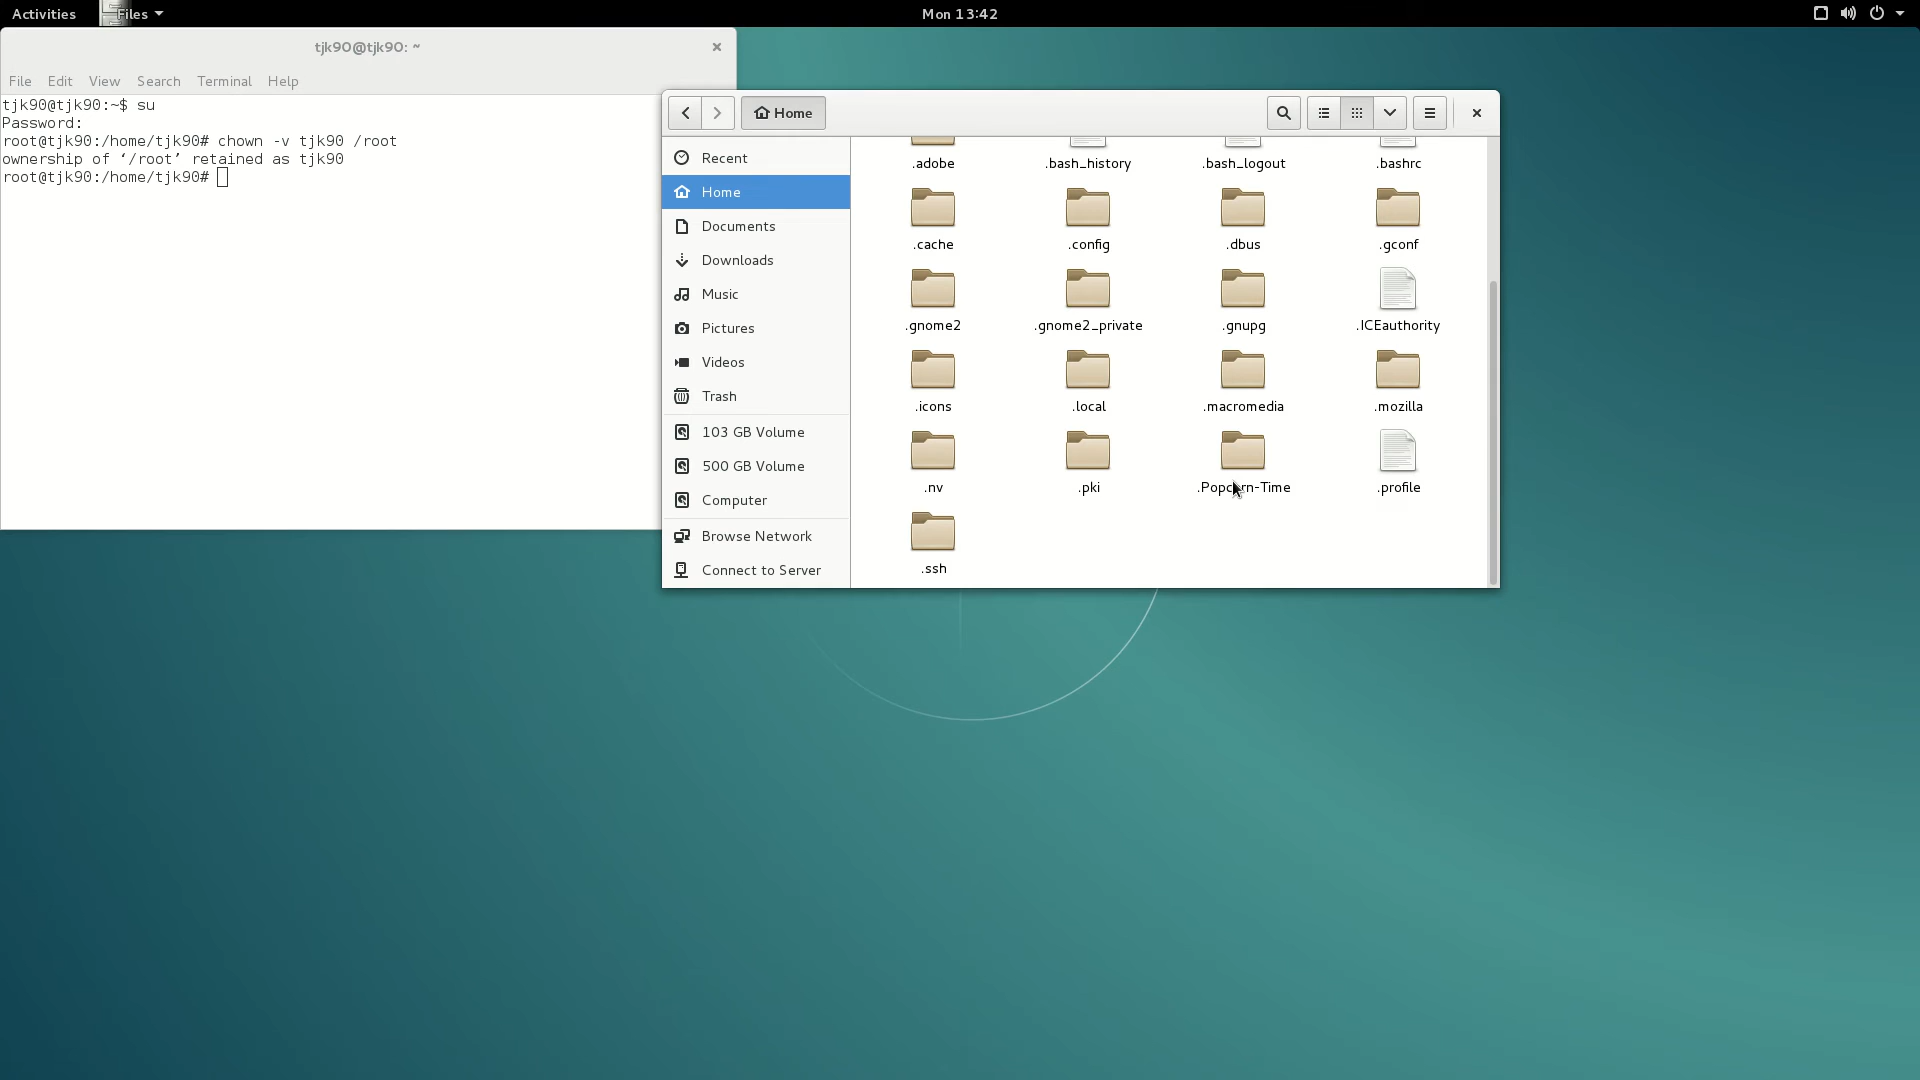 Activities Files Mon 13:42
tjk90@tjk90: ~
File Edit View Search Terminal Help
tjk90@tjk90:~$ su
Password:
root@tjk90:/home/tjk90# chown -v tjk90 /root
ownership of ‘/root’ retained as tjk90
root@tjk90:/home/tjk90#
Home
Recent
Home
Documents
Downloads
Music
Pictures
Videos
Trash
103 GB Volume
500 GB Volume
Computer
Browse Network
Connect to Server
.adobe .bash_history .bash_logout .bashrc
.cache .config .dbus .gconf
.gnome2 .gnome2_private .gnupg .ICEauthority
.icons .local .macromedia .mozilla
.nv .pki .Popcorn-Time .profile
.ssh